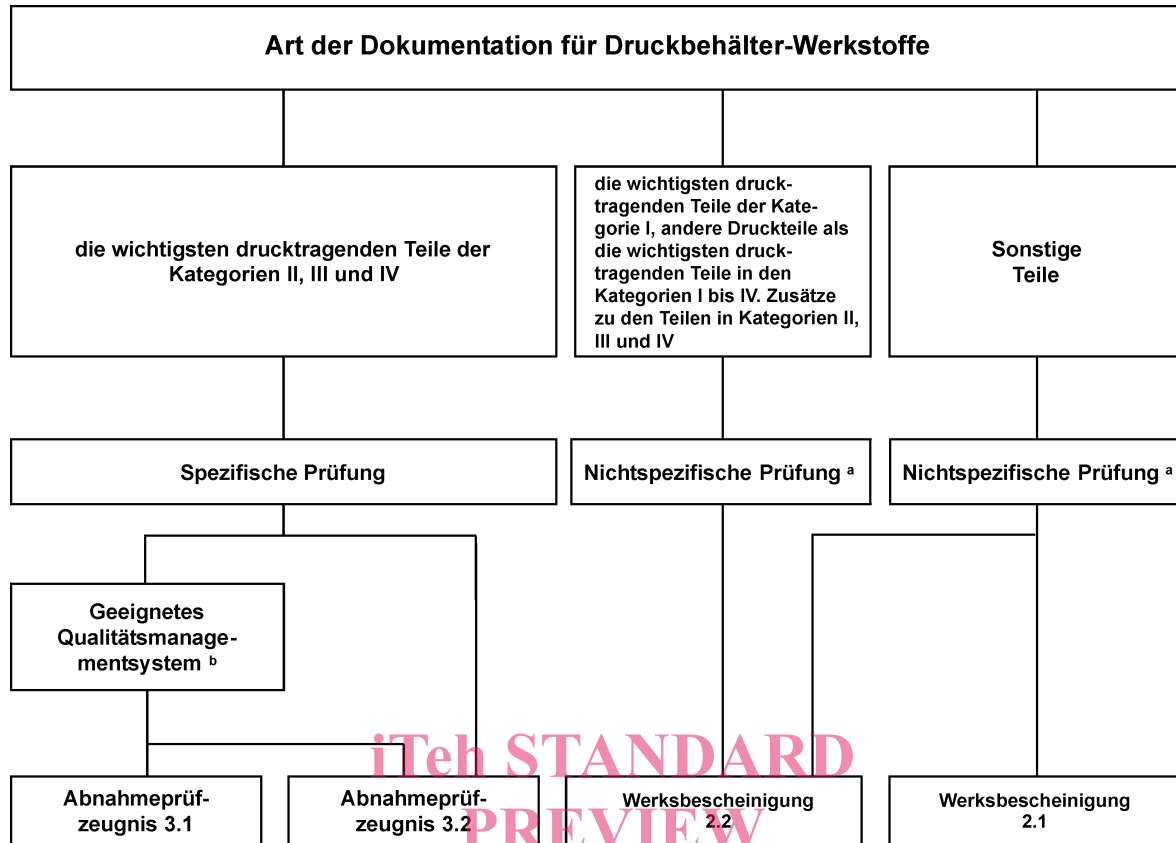 Art der Dokumentation für Druckbehälter-Werkstoffe
die wichtigsten drucktragenden Teile der
Kategorien II, III und IV
die wichtigsten druck-
tragenden Teile der Kate-
gorie I, andere Druckteile als
die wichtigsten druck-
tragenden Teile in den
Kategorien I bis IV. Zusätze
zu den Teilen in Kategorien II,
III und IV
Sonstige
Teile
Spezifische Prüfung
Nichtspezifische Prüfung a
Nichtspezifische Prüfung a
Geeignetes
Qualitätsmanage-
mentsystem b
iTeh STANDARD
PREVIEW
Abnahmeprüf-
zeugnis 3.1
Abnahmeprüf-
zeugnis 3.2
Werksbescheinigung
2.2
Werksbescheinigung
2.1